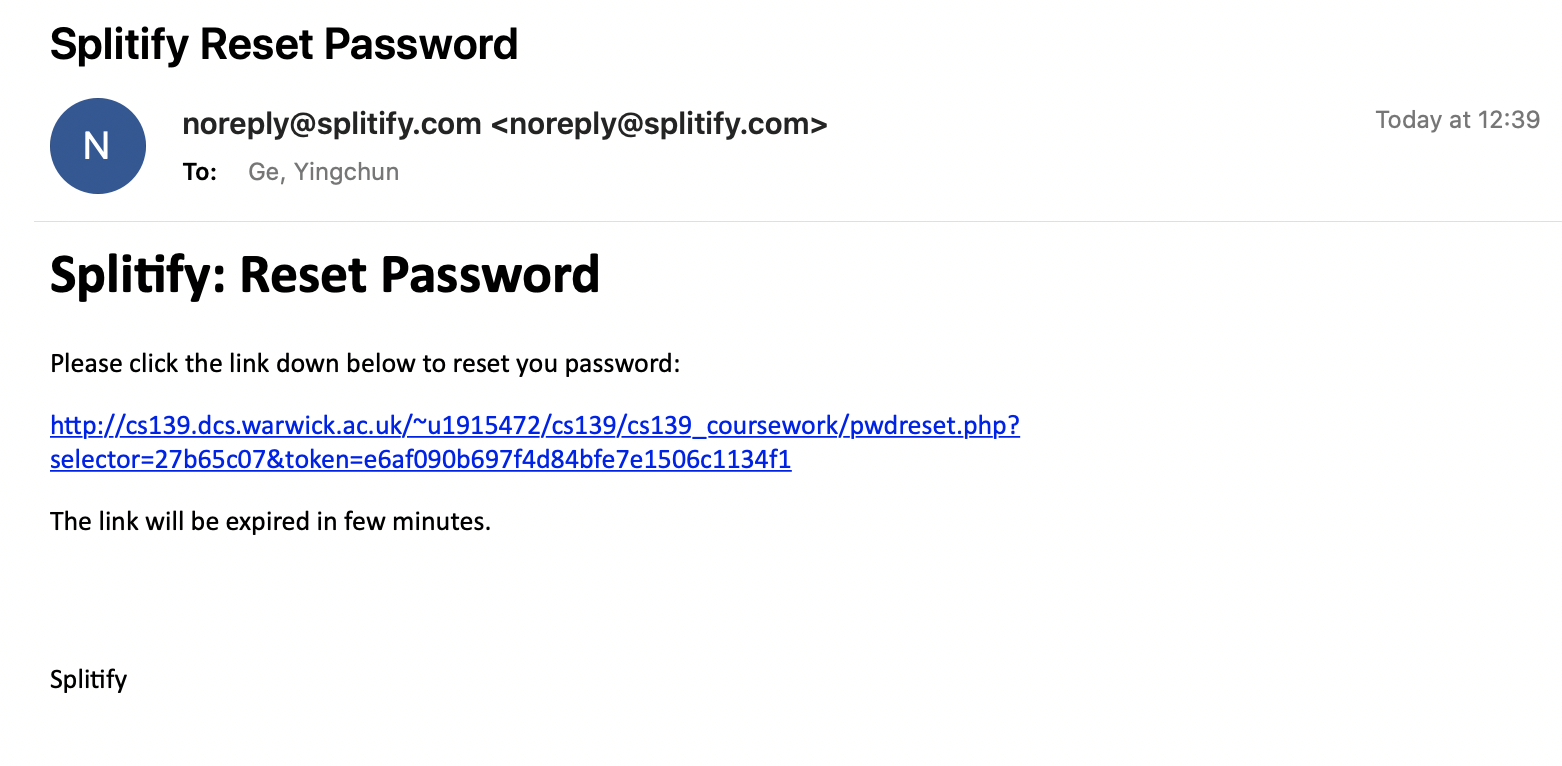 Splitify Reset Password
N
noreply@splitify.com <noreply@splitify.com>
Today at 12:39
To: Ge, Yingchun
Splitify: Reset Password
Please click the link down below to reset you password:
http://cs139.dcs.warwick.ac.uk/~u1915472/cs139/cs139_coursework/pwdreset.php?
selector=27b65c07&token=e6af090b697f4d84bfe7e1506c1134f1
The link will be expired in few minutes.
Splitify